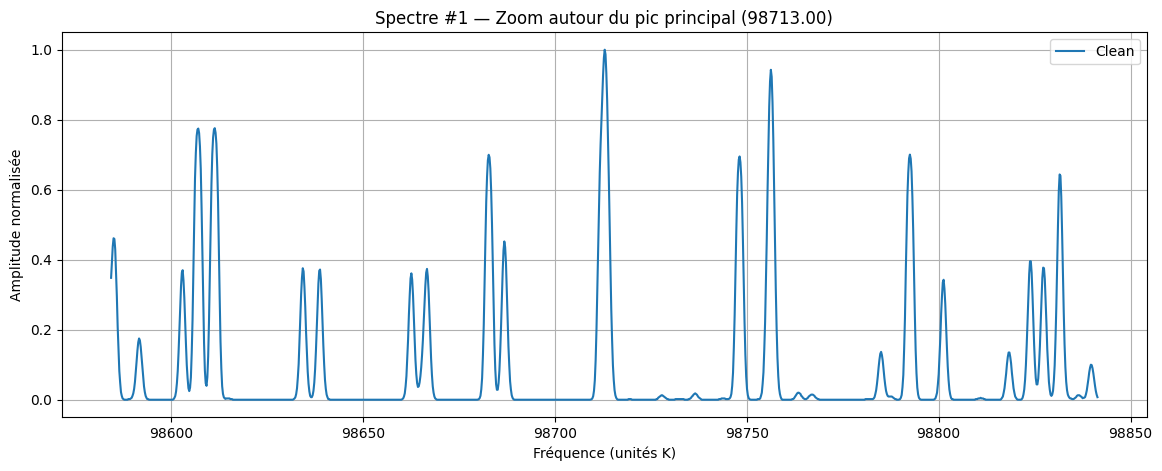 Spectre #1 — Zoom autour du pic principal (98713.00)
Clean
Amplitude normalisée
1.0
0.8
0.6
0.4
0.2
0.0
98600 98650 98700 98750 98800 98850
Fréquence (unités K)